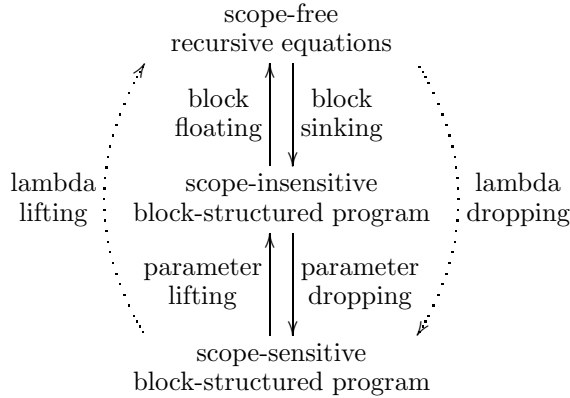 scope-free
recursive equations
block
floating
block
sinking
lambda
lifting
scope-insensitive
block-structured program
lambda
dropping
parameter
lifting
parameter
dropping
scope-sensitive
block-structured program